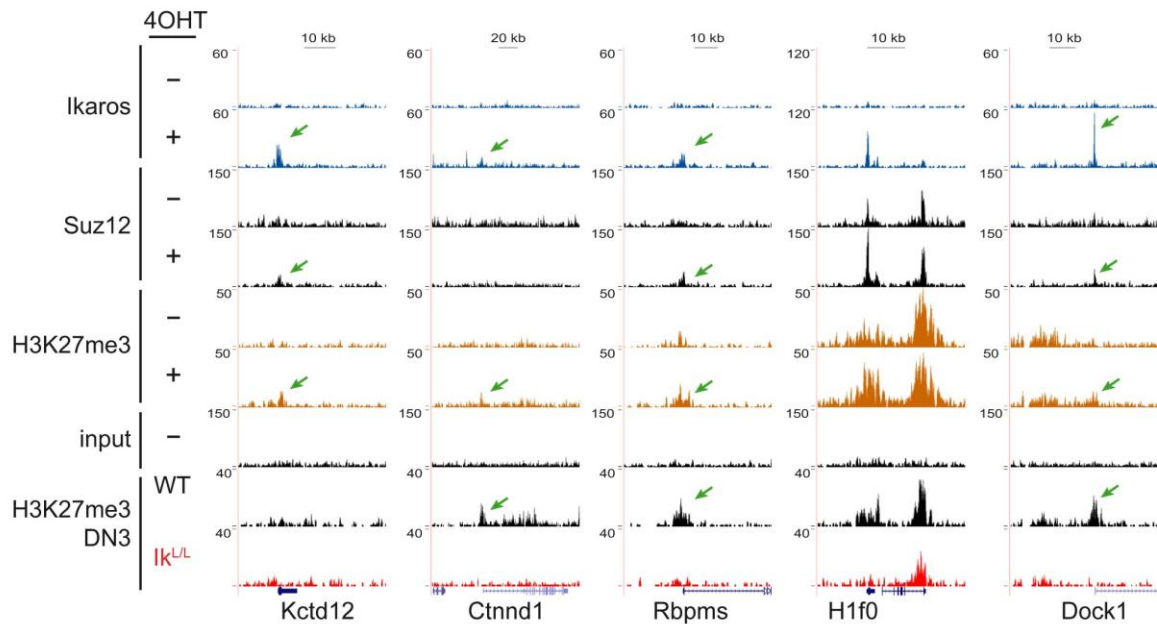 4OHT
10 kb 20 kb 10 kb 10 kb 10 kb
60 60 60 120 60
Ikaros −
60 60 60 120 60
+
150 150 150 150 150
Suz12 −
150 150 150 150 150
+
50 50 50 50 50
H3K27me3 −
50 50 50 50 50
+
150 150 150 150 150
input −
40 40 40 40 40
H3K27me3 DN3 WT
40 40 40 40 40
Ik^L/L
Kctd12 Ctnnd1 Rbpms H1f0 Dock1